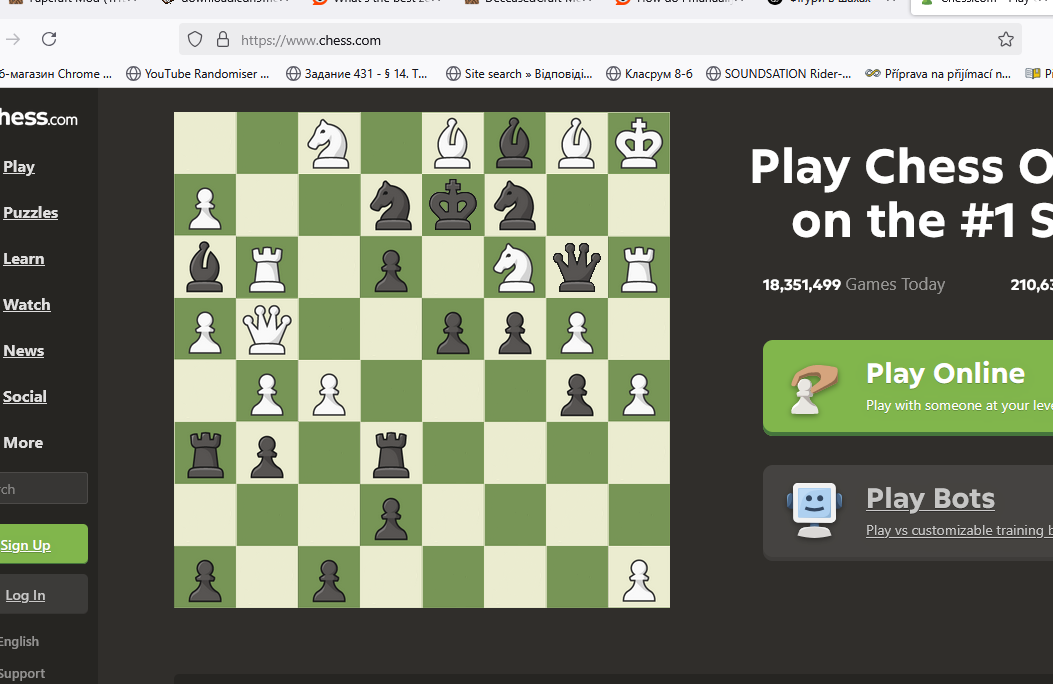 https://www.chess.com
б-магазин Chrome ...
YouTube Randomiser ...
Задание 431 - § 14. Т...
Site search » Відповіді...
Класрум 8-б
SOUNDSATION Rider-...
Příprava na přijímací n...
hess.com
Play
Puzzles
Learn
Watch
News
Social
More
rch
Sign Up
Log In
English
Support
Play Chess O
on the #1 S
18,351,499 Games Today
210,63
Play Online
Play with someone at your leve
Play Bots
Play vs customizable training b